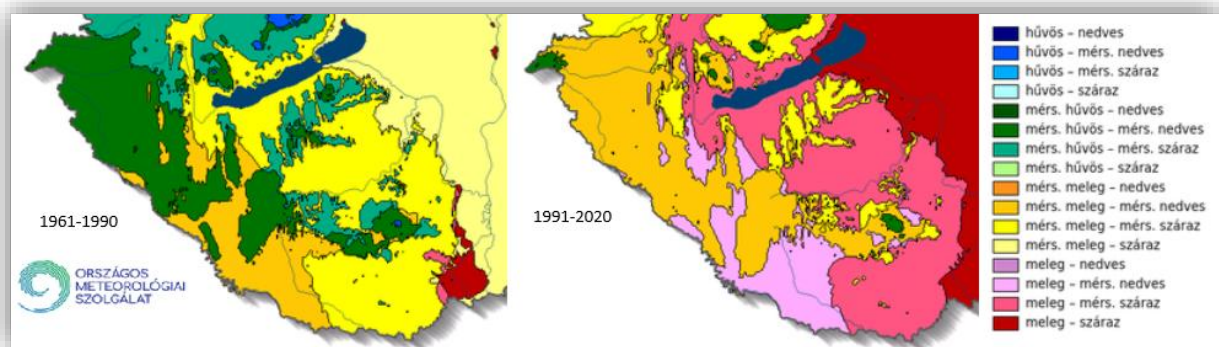 1961-1990
ORSZÁGOS
METEOROLÓGIAI
SZOLGÁLAT
1991-2020
hűvös – nedves
hűvös – mérs. nedves
hűvös – mérs. száraz
hűvös – száraz
mérs. hűvös – nedves
mérs. hűvös – mérs. nedves
mérs. hűvös – mérs. száraz
mérs. hűvös – száraz
mérs. meleg – nedves
mérs. meleg – mérs. nedves
mérs. meleg – mérs. száraz
mérs. meleg – száraz
meleg – nedves
meleg – mérs. nedves
meleg – mérs. száraz
meleg – száraz